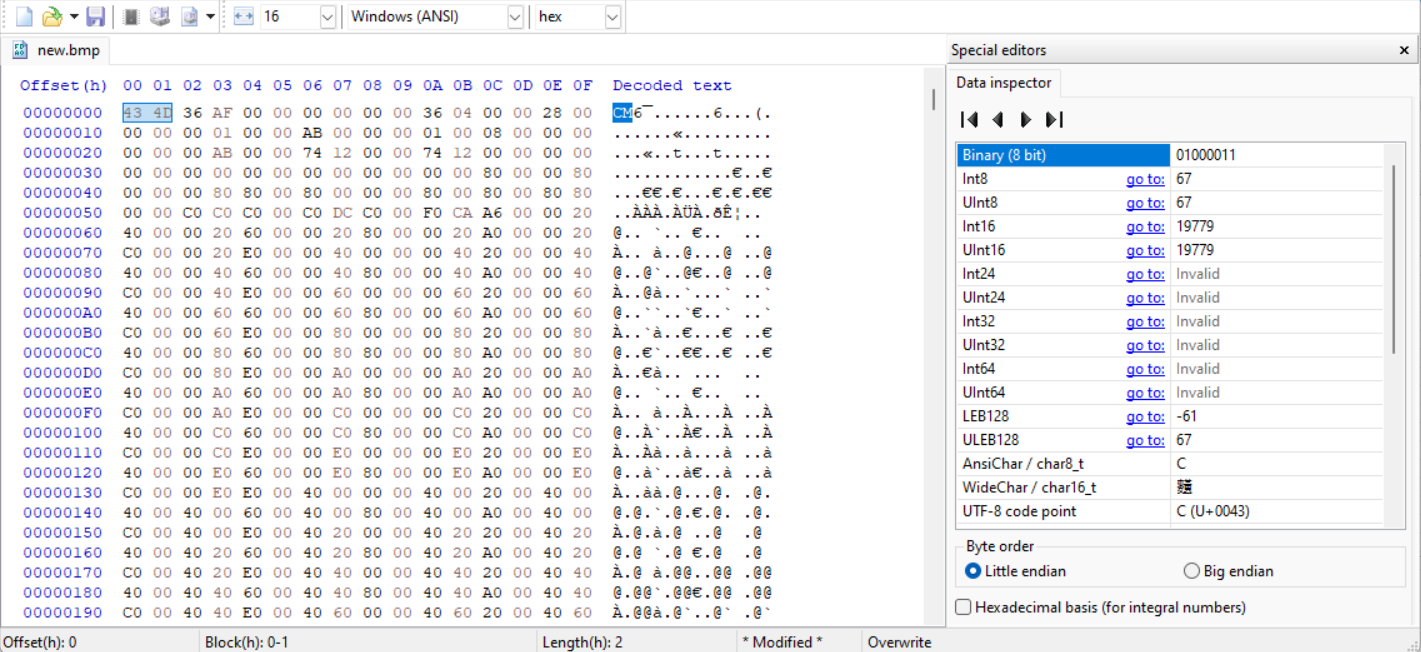 16 Windows (ANSI) hex
new.bmp
Offset(h) 00 01 02 03 04 05 06 07 08 09 0A 0B 0C 0D 0E 0F Decoded text
00000000 43 4D 36 AF 00 00 00 00 00 00 36 04 00 00 28 00 CM6¯......6...(.
00000010 00 00 00 01 00 00 AB 00 00 00 01 00 08 00 00 00 ......«.........
00000020 00 00 00 AB 00 00 74 12 00 00 74 12 00 00 00 00 ...«..t...t.....
00000030 00 00 00 00 00 00 00 00 00 00 00 00 80 00 00 80 ............€..€
00000040 00 00 00 80 80 00 80 00 00 00 80 00 80 00 80 80 ...€€.€...€.€.€€
00000050 00 00 C0 C0 C0 00 C0 DC C0 00 F0 CA A6 00 00 20 ..ÀÀÀ.ÀÜÀ.ðÊ¦.. 
00000060 40 00 00 20 60 00 00 20 80 00 00 20 A0 00 00 20 @.. `.. €..  .. 
00000070 C0 00 00 20 E0 00 00 40 00 00 00 40 20 00 00 40 À.. à..@...@ ..@
00000080 40 00 00 40 60 00 00 40 80 00 00 40 A0 00 00 40 @..@`..@€..@ ..@
00000090 C0 00 00 40 E0 00 00 60 00 00 00 60 20 00 00 60 À..@à..`...` ..`
000000A0 40 00 00 60 60 00 00 60 80 00 00 60 A0 00 00 60 @..``..`€..` ..`
000000B0 C0 00 00 60 E0 00 00 80 00 00 00 80 20 00 00 80 À..`à..€...€ ..€
000000C0 40 00 00 80 60 00 00 80 80 00 00 80 A0 00 00 80 @..€`..€€..€ ..€
000000D0 C0 00 00 80 E0 00 00 A0 00 00 00 A0 20 00 00 A0 À..€à.. ...  .. 
000000E0 40 00 00 A0 60 00 00 A0 80 00 00 A0 A0 00 00 A0 @.. `.. €..  .. 
000000F0 C0 00 00 A0 E0 00 00 C0 00 00 00 C0 20 00 00 C0 À.. à..À...À ..À
00000100 40 00 00 C0 60 00 00 C0 80 00 00 C0 A0 00 00 C0 @..À`..À€..À ..À
00000110 C0 00 00 C0 E0 00 00 E0 00 00 00 E0 20 00 00 E0 À..Àà..à...à ..à
00000120 40 00 00 E0 60 00 00 E0 80 00 00 E0 A0 00 00 E0 @..à`..à€..à ..à
00000130 C0 00 00 E0 E0 00 40 00 00 00 40 00 20 00 40 00 À..àà.@...@. .@.
00000140 40 00 40 00 60 00 40 00 80 00 40 00 A0 00 40 00 @.@.`.@.€.@. .@.
00000150 C0 00 40 00 E0 00 40 20 00 00 40 20 20 00 40 20 À.@.à.@ ..@  .@ 
00000160 40 00 40 20 60 00 40 20 80 00 40 20 A0 00 40 20 @.@ `.@ €.@  .@ 
00000170 C0 00 40 20 E0 00 40 40 00 00 40 40 20 00 40 40 À.@ à.@@..@@ .@@
00000180 40 00 40 40 60 00 40 40 80 00 40 40 A0 00 40 40 @.@@`.@@€.@@ .@@
00000190 C0 00 40 40 E0 00 40 60 00 00 40 60 20 00 40 60 À.@@à.@`..@` .@`
Special editors
Data inspector
Binary (8 bit) 01000011
Int8 go to: 67
UInt8 go to: 67
Int16 go to: 19779
UInt16 go to: 19779
Int24 go to: Invalid
UInt24 go to: Invalid
Int32 go to: Invalid
UInt32 go to: Invalid
Int64 go to: Invalid
UInt64 go to: Invalid
LEB128 go to: -61
ULEB128 go to: 67
AnsiChar / char8_t C
WideChar / char16_t 䵃
UTF-8 code point C (U+0043)
Byte order
Little endian Big endian
Hexadecimal basis (for integral numbers)
Offset(h): 0 Block(h): 0-1 Length(h): 2 * Modified * Overwrite